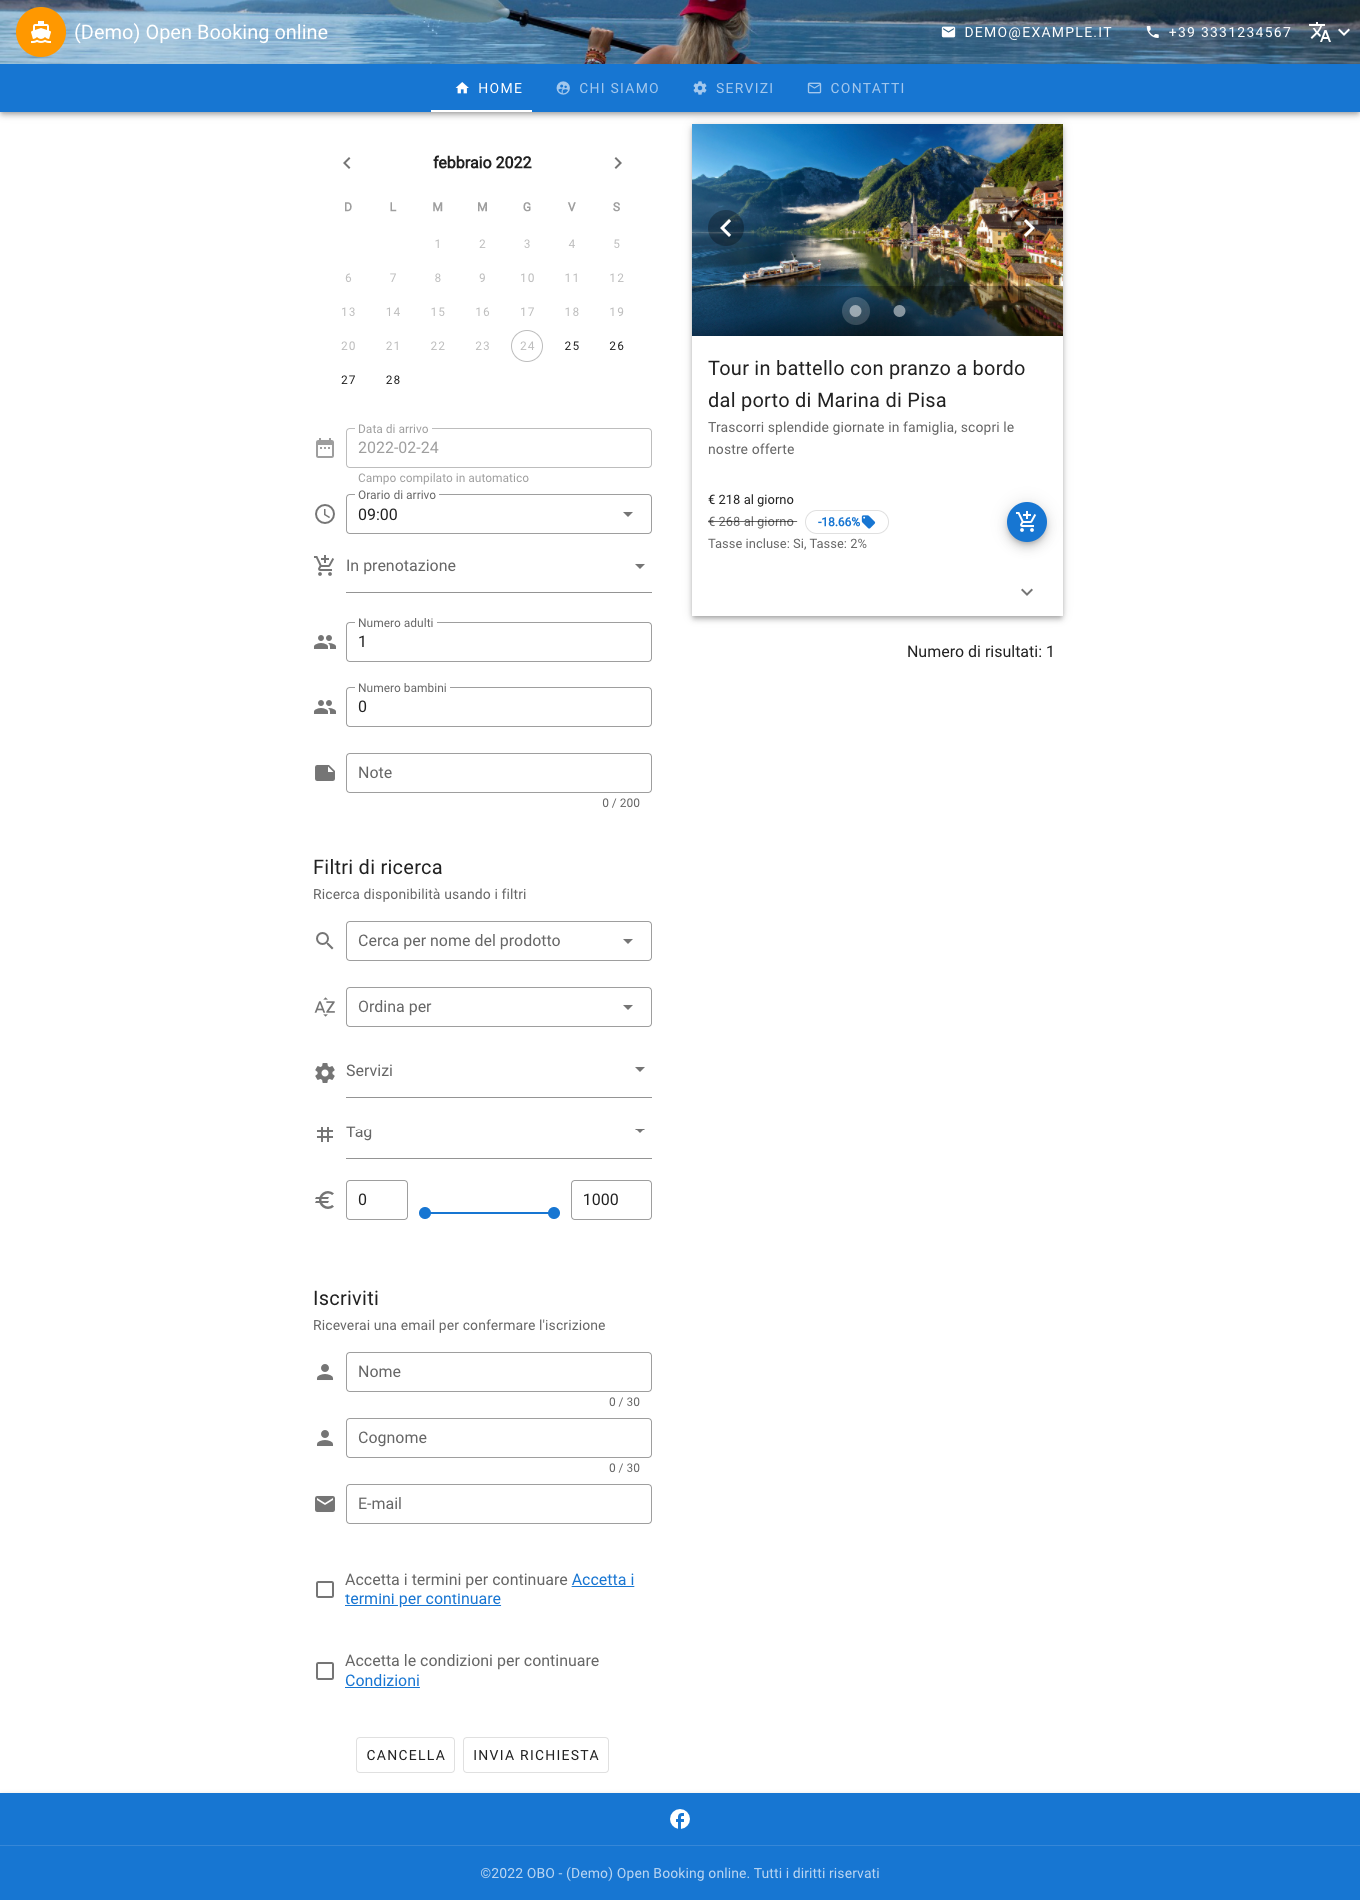 (Demo) Open Booking online
DEMO@EXAMPLE.IT
+39 3331234567
HOME
CHI SIAMO
SERVIZI
CONTATTI
febbraio 2022
D L M M G V S
1 2 3 4 5
6 7 8 9 10 11 12
13 14 15 16 17 18 19
20 21 22 23 24 25 26
27 28
Data di arrivo
2022-02-24
Campo compilato in automatico
Orario di arrivo
09:00
In prenotazione
Numero adulti
1
Numero bambini
0
Note
0 / 200
Filtri di ricerca
Ricerca disponibilità usando i filtri
Cerca per nome del prodotto
Ordina per
Servizi
Tag
0
1000
Iscriviti
Riceverai una email per confermare l'iscrizione
Nome
0 / 30
Cognome
0 / 30
E-mail
Accetta i termini per continuare Accetta i
termini per continuare
Accetta le condizioni per continuare
Condizioni
CANCELLA
INVIA RICHIESTA
Tour in battello con pranzo a bordo
dal porto di Marina di Pisa
Trascorri splendide giornate in famiglia, scopri le
nostre offerte
€ 218 al giorno
€ 268 al giorno -18.66%
Tasse incluse: Si, Tasse: 2%
Numero di risultati: 1
©2022 OBO - (Demo) Open Booking online. Tutti i diritti riservati